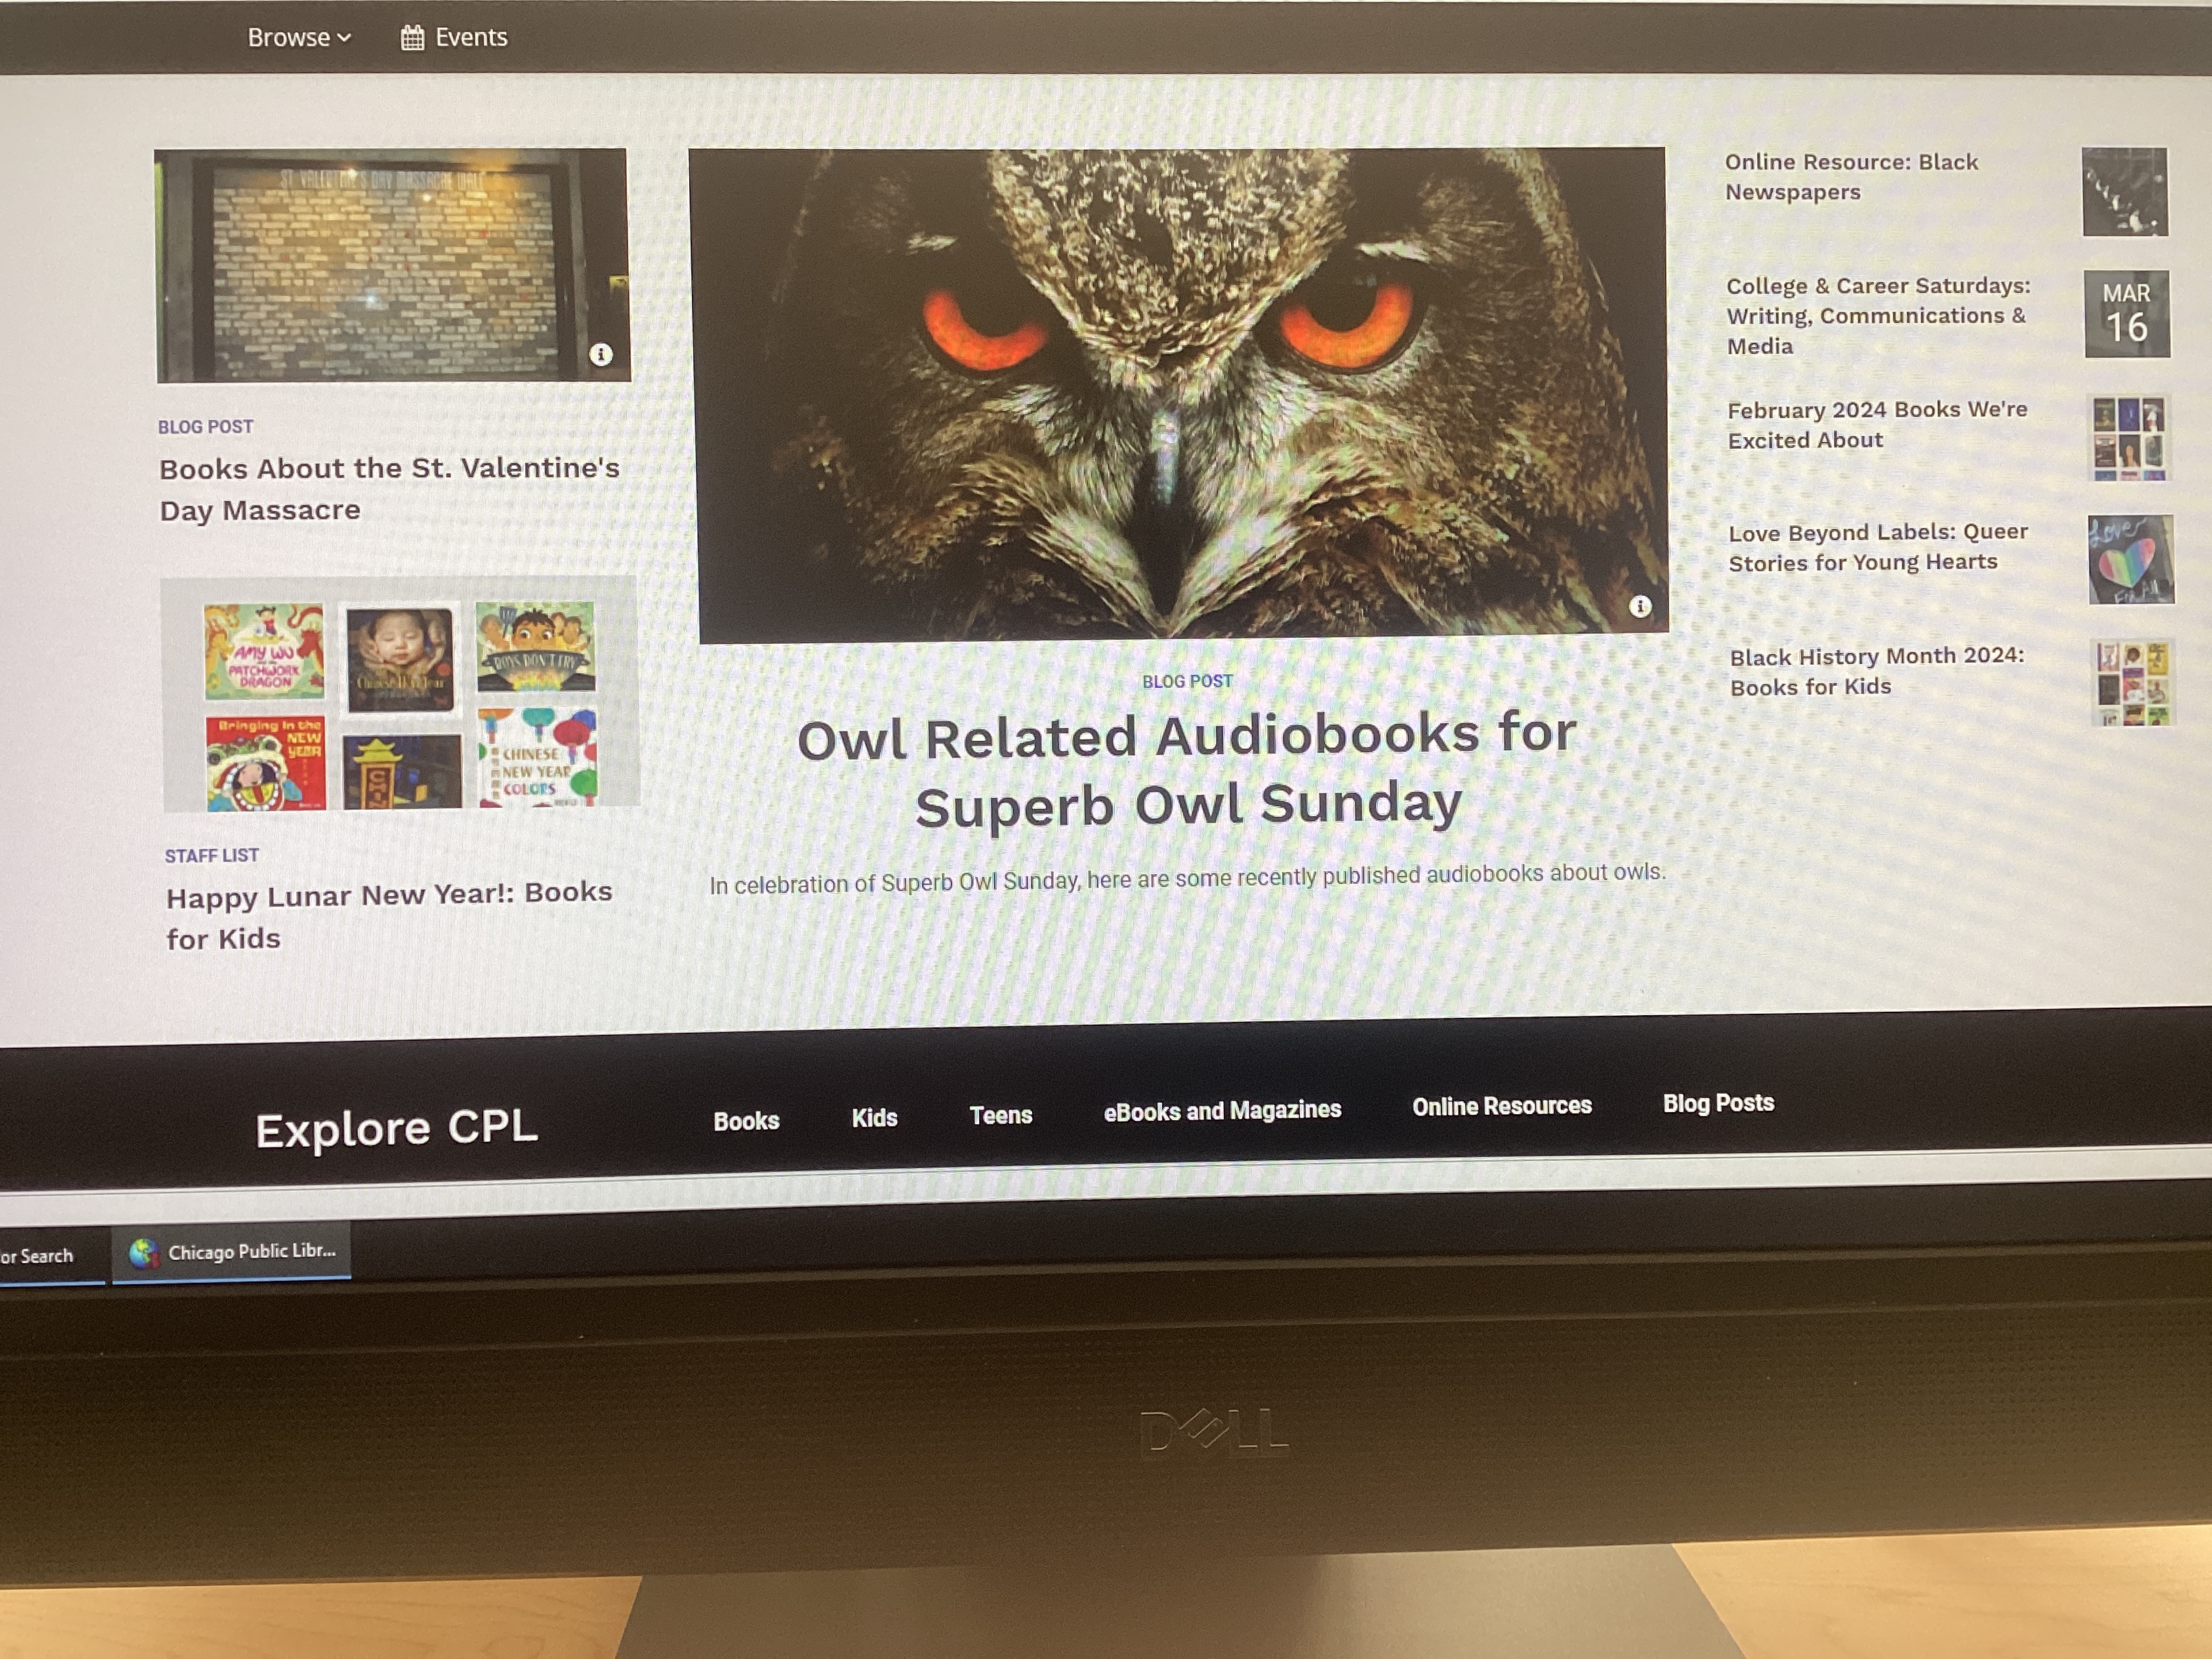 Browse
Events
ST VALENTINE'S DAY MASSACRE WALL
BLOG POST
Books About the St. Valentine's
Day Massacre
AMY WU
PATCHWORK
DRAGON
Chinese New Year
BOYS DON'T FRY
Bringing In the
NEW
YEAR
CHINESE
NEW YEAR
COLORS
STAFF LIST
Happy Lunar New Year!: Books
for Kids
BLOG POST
Owl Related Audiobooks for
Superb Owl Sunday
In celebration of Superb Owl Sunday, here are some recently published audiobooks about owls.
Online Resource: Black
Newspapers
College & Career Saturdays:
Writing, Communications &
Media
MAR
16
February 2024 Books We're
Excited About
Love Beyond Labels: Queer
Stories for Young Hearts
Love
For All
Black History Month 2024:
Books for Kids
Explore CPL
Books
Kids
Teens
eBooks and Magazines
Online Resources
Blog Posts
or Search
Chicago Public Libr...
DELL